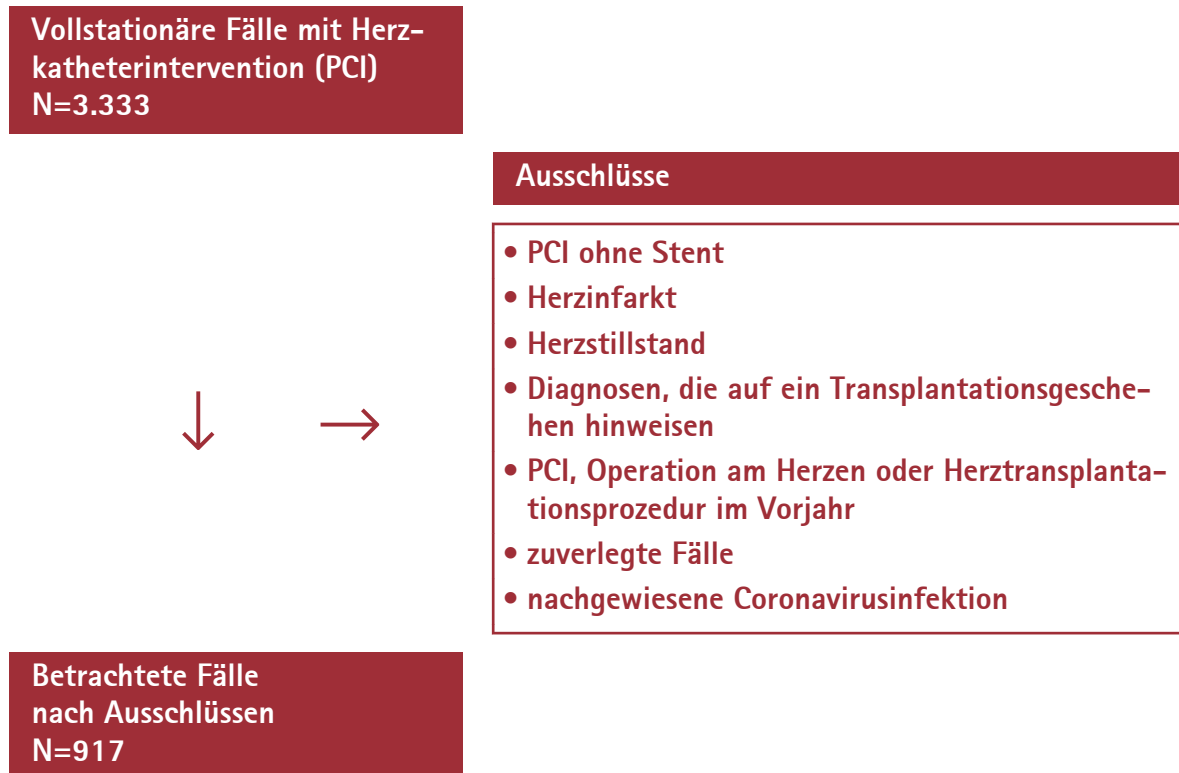 Vollstationäre Fälle mit Herz-
katheterintervention (PCI)
N=3.333
Ausschlüsse
• PCI ohne Stent
• Herzinfarkt
• Herzstillstand
• Diagnosen, die auf ein Transplantationsgesche-
hen hinweisen
• PCI, Operation am Herzen oder Herztransplanta-
tionsprozedur im Vorjahr
• zuverlegte Fälle
• nachgewiesene Coronavirusinfektion
Betrachtete Fälle
nach Ausschlüssen
N=917